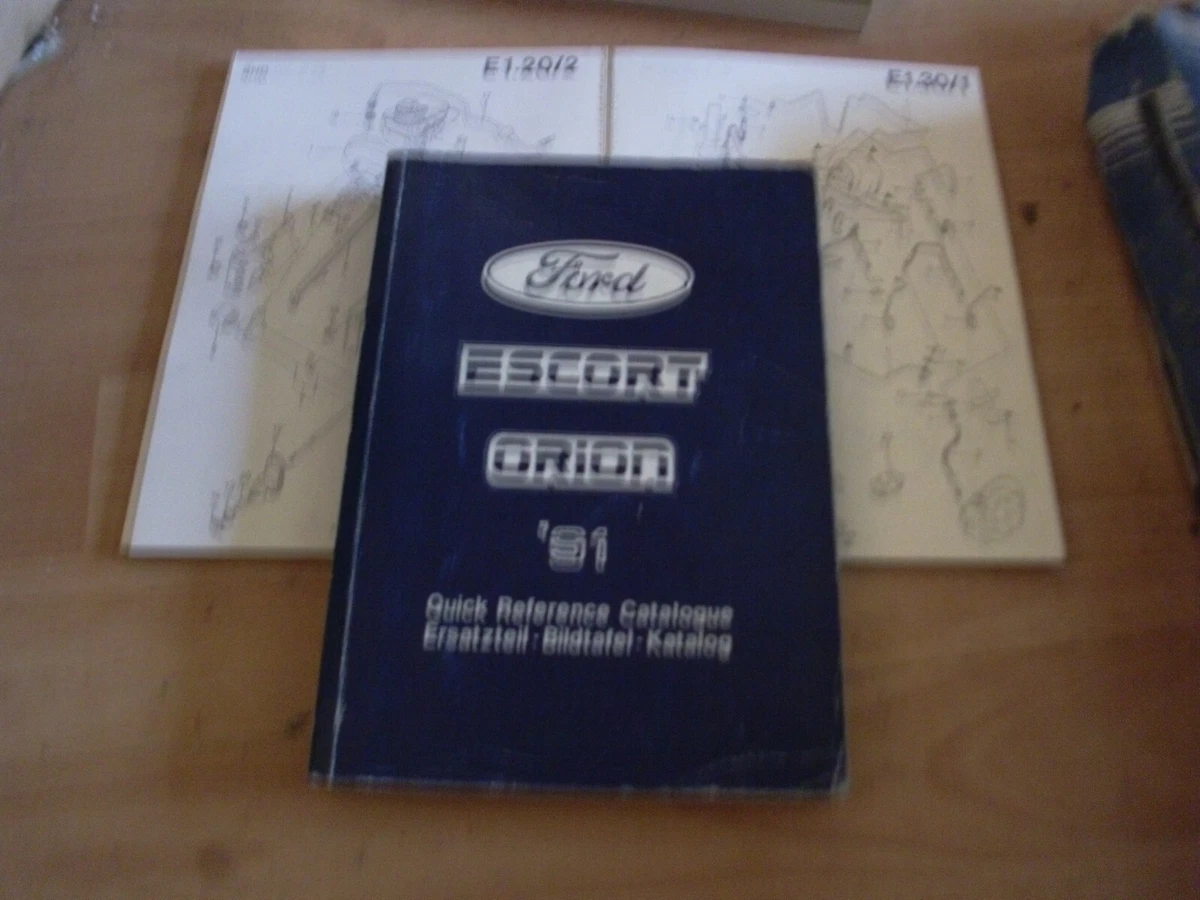 E1.20/2
E1.30/1
Ford
ESCORT
ORION
'91
Quick Reference Catalogue
Ersatzteil · Bildtafel · Katalog